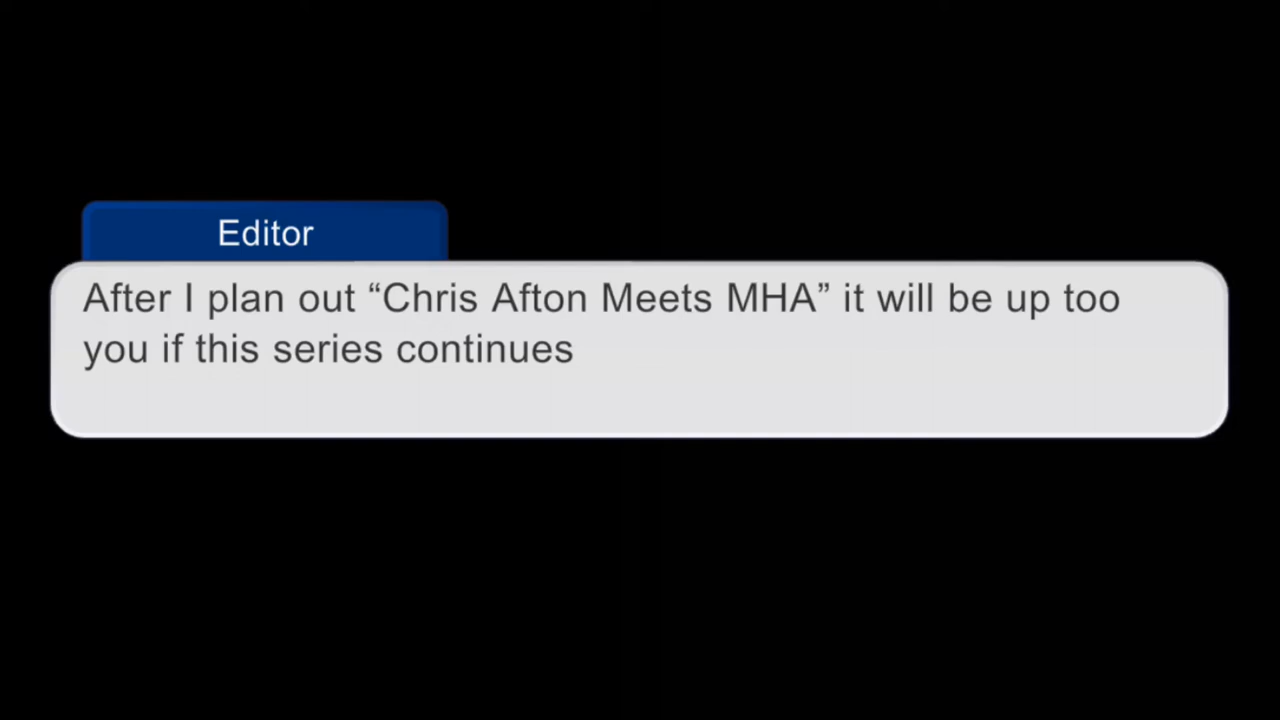 Editor
After I plan out “Chris Afton Meets MHA” it will be up too
you if this series continues